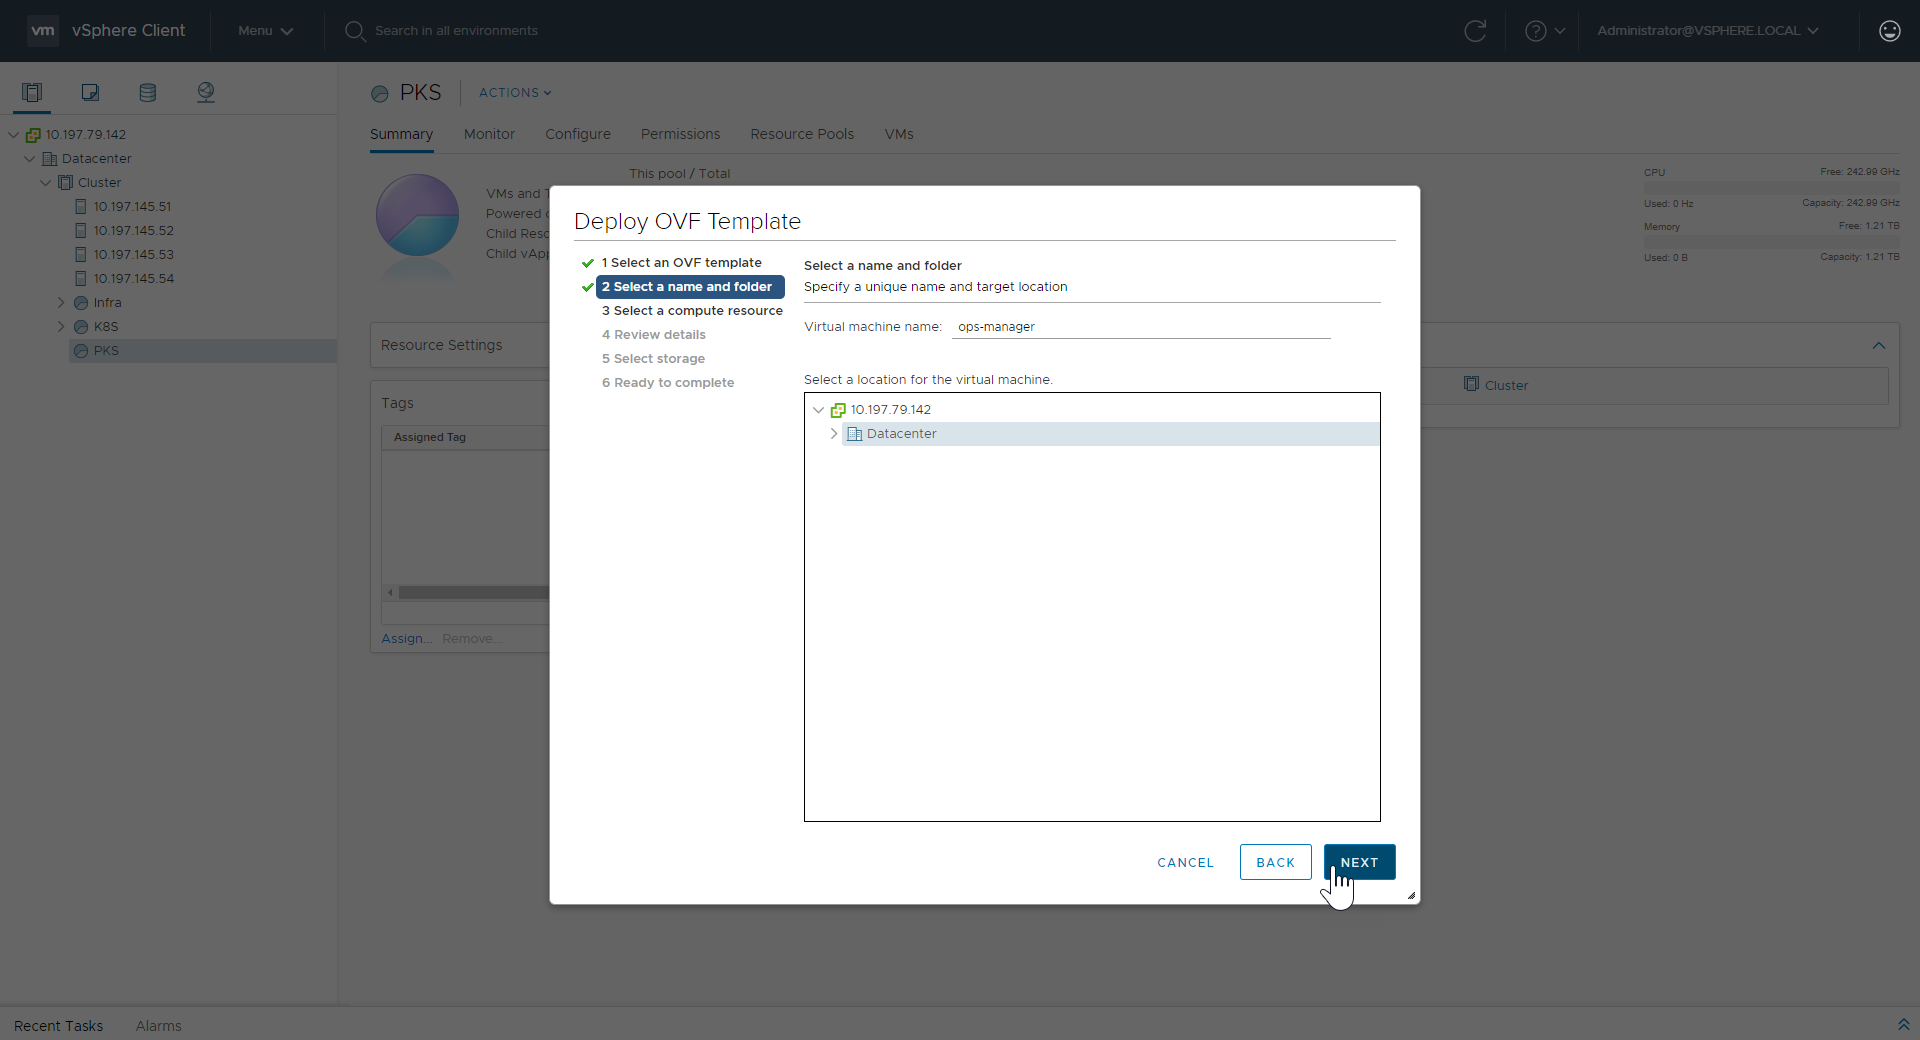 vm vSphere Client Menu Search in all environments Administrator@VSPHERE.LOCAL
PKS ACTIONS
Summary Monitor Configure Permissions Resource Pools VMs
10.197.79.142
Datacenter
Cluster
10.197.145.51
10.197.145.52
10.197.145.53
10.197.145.54
Infra
K8S
PKS
This pool / Total
VMs and
Powered
Child Resc
Child vApp
CPU Free: 242.99 GHz
Used: 0 Hz Capacity: 242.99 GHz
Memory Free: 1.21 TB
Used: 0 B Capacity: 1.21 TB
Resource Settings
Tags
Assigned Tag
Assign... Remove...
Cluster
Deploy OVF Template
1 Select an OVF template
2 Select a name and folder
3 Select a compute resource
4 Review details
5 Select storage
6 Ready to complete
Select a name and folder
Specify a unique name and target location
Virtual machine name: ops-manager
Select a location for the virtual machine.
10.197.79.142
Datacenter
CANCEL BACK NEXT
Recent Tasks Alarms